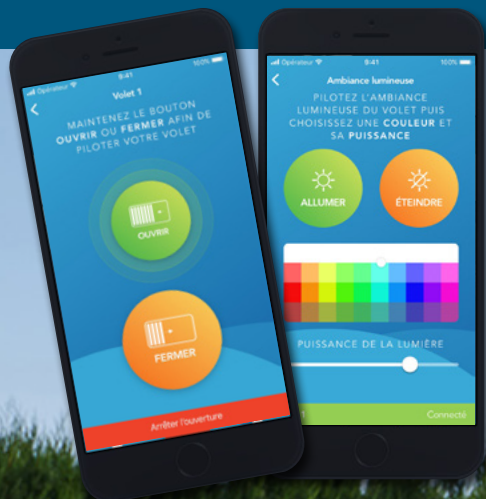 Opérateur 9:41 100%
Volet 1
MAINTENEZ LE BOUTON
OUVRIR OU FERMER AFIN DE
PILOTER VOTRE VOLET
OUVRIR
FERMER
Arrêter l'ouverture
Opérateur 9:41 100%
Ambiance lumineuse
PILOTEZ L'AMBIANCE
LUMINEUSE DU VOLET PUIS
CHOISISSEZ UNE COULEUR ET
SA PUISSANCE
ALLUMER
ÉTEINDRE
PUISSANCE DE LA LUMIÈRE
Connecté